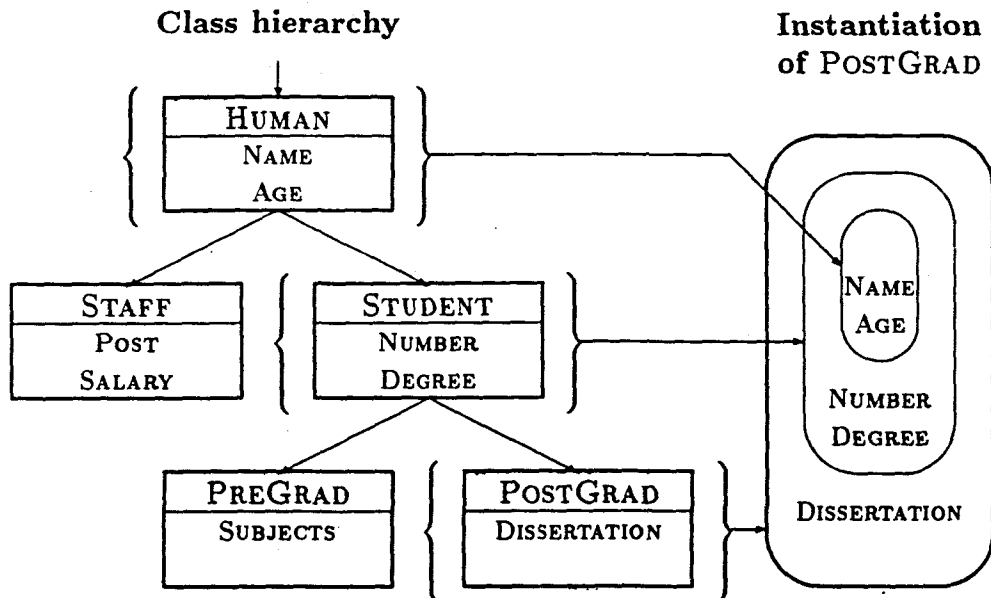 Class hierarchy
Instantiation
of POSTGRAD
HUMAN
NAME
AGE
STAFF
POST
SALARY
STUDENT
NUMBER
DEGREE
PREGRAD
SUBJECTS
POSTGRAD
DISSERTATION
NAME
AGE
NUMBER
DEGREE
DISSERTATION